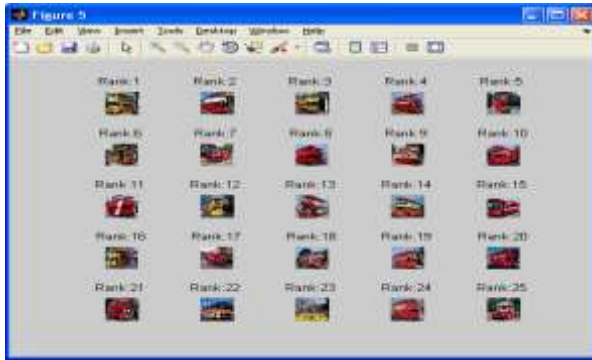 Figure 5
File Edit View Insert Tools Desktop Window Help
Rank:1 Rank:2 Rank:3 Rank:4 Rank:5
Rank:6 Rank:7 Rank:8 Rank:9 Rank:10
Rank:11 Rank:12 Rank:13 Rank:14 Rank:15
Rank:16 Rank:17 Rank:18 Rank:19 Rank:20
Rank:21 Rank:22 Rank:23 Rank:24 Rank:25